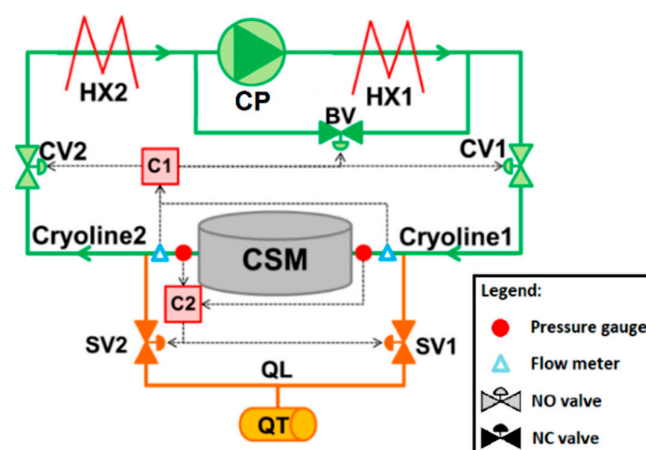 HX2
CP
HX1
BV
CV2
C1
CV1
Cryoline2
CSM
Cryoline1
C2
SV2
SV1
QL
QT
Legend:
Pressure gauge
Flow meter
NO valve
NC valve